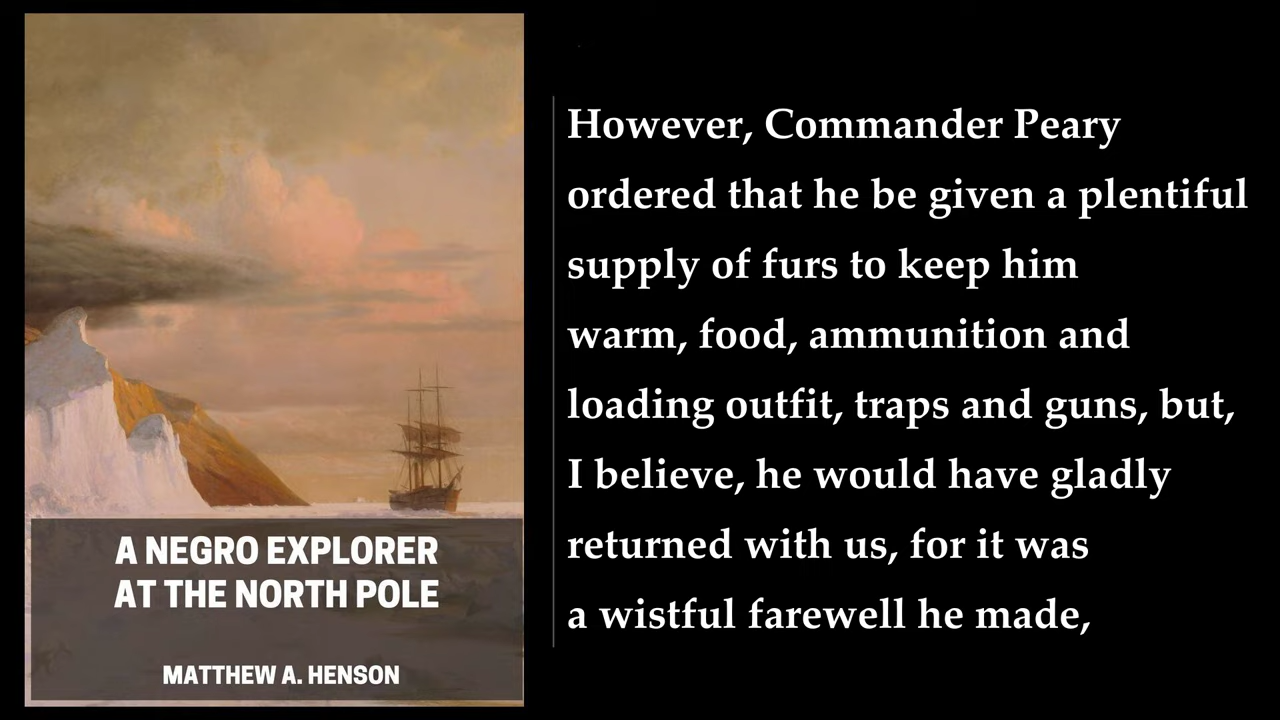 A NEGRO EXPLORER
AT THE NORTH POLE
MATTHEW A. HENSON
However, Commander Peary
ordered that he be given a plentiful
supply of furs to keep him
warm, food, ammunition and
loading outfit, traps and guns, but,
I believe, he would have gladly
returned with us, for it was
a wistful farewell he made,